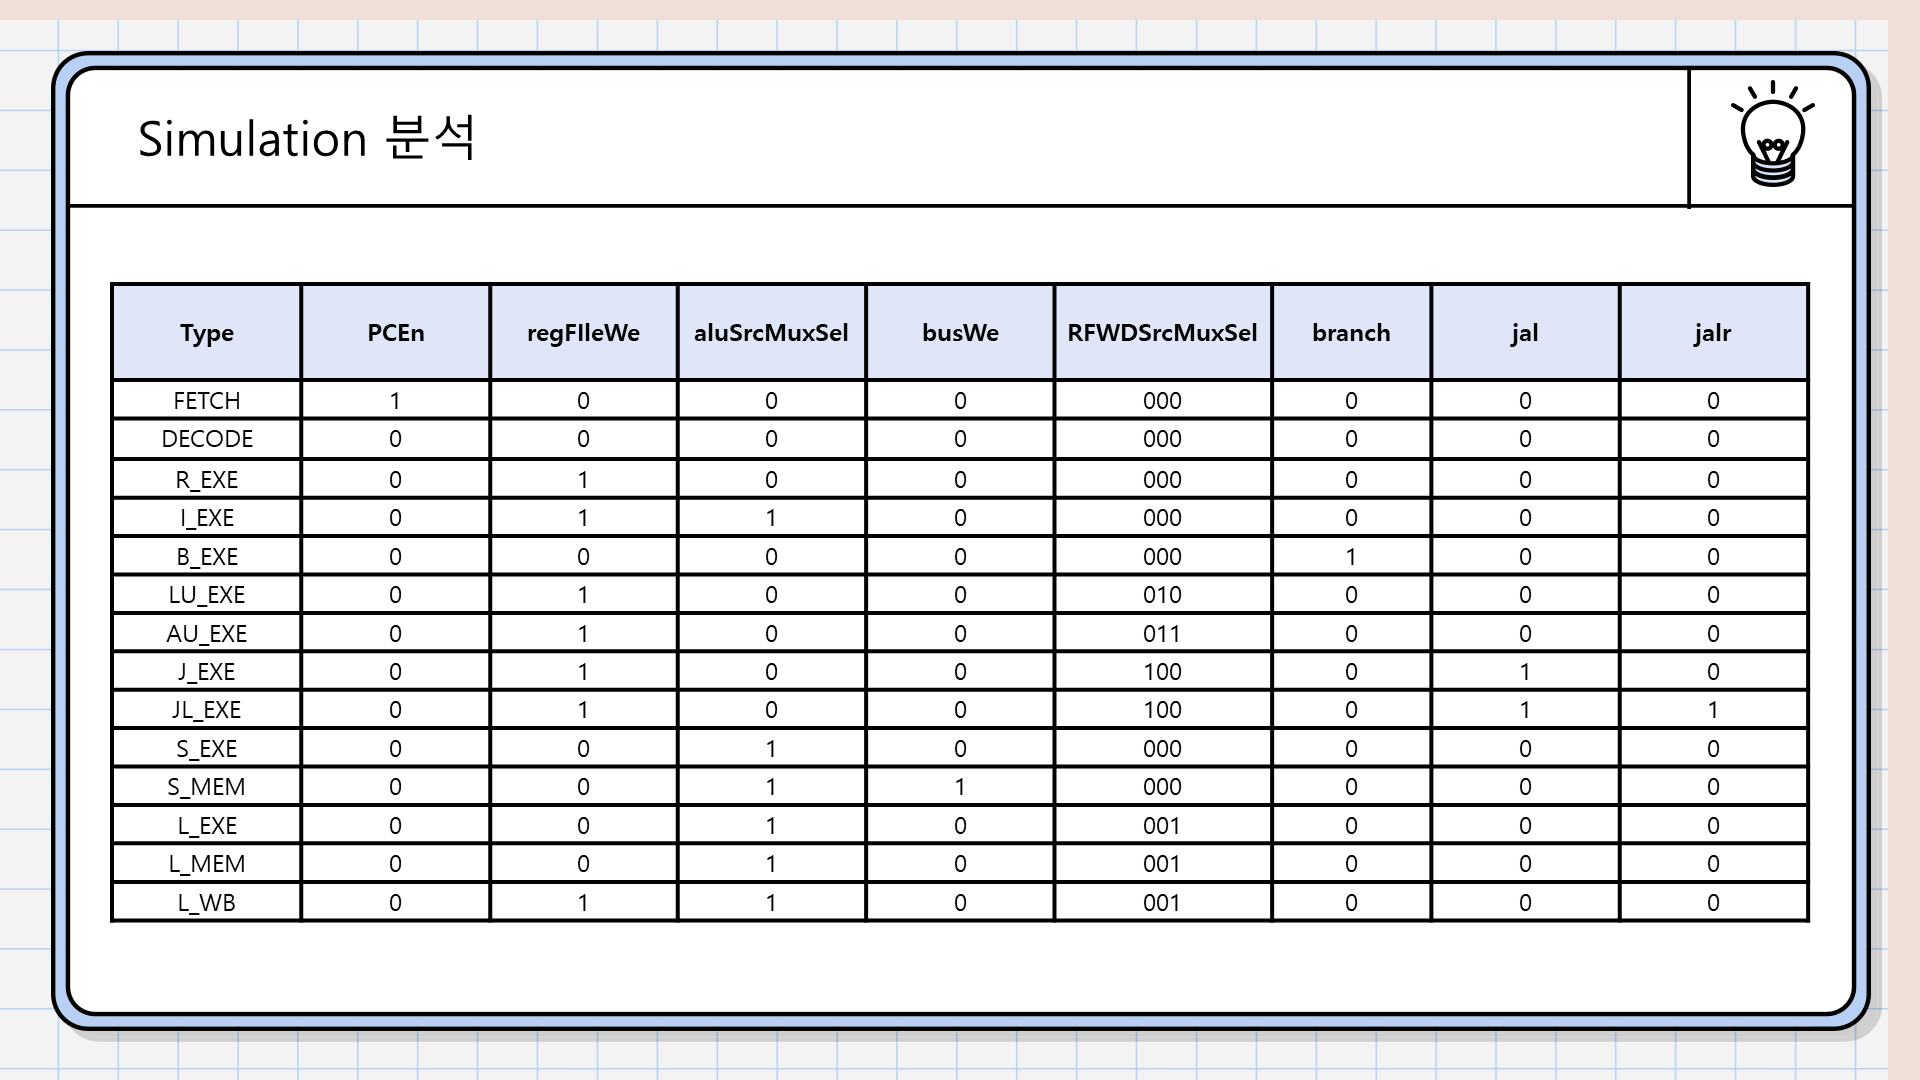 Simulation 분석
Type PCEn regFIleWe aluSrcMuxSel busWe RFWDSrcMuxSel branch jal jalr
FETCH 1 0 0 0 000 0 0 0
DECODE 0 0 0 0 000 0 0 0
R_EXE 0 1 0 0 000 0 0 0
I_EXE 0 1 1 0 000 0 0 0
B_EXE 0 0 0 0 000 1 0 0
LU_EXE 0 1 0 0 010 0 0 0
AU_EXE 0 1 0 0 011 0 0 0
J_EXE 0 1 0 0 100 0 1 0
JL_EXE 0 1 0 0 100 0 1 1
S_EXE 0 0 1 0 000 0 0 0
S_MEM 0 0 1 1 000 0 0 0
L_EXE 0 0 1 0 001 0 0 0
L_MEM 0 0 1 0 001 0 0 0
L_WB 0 1 1 0 001 0 0 0